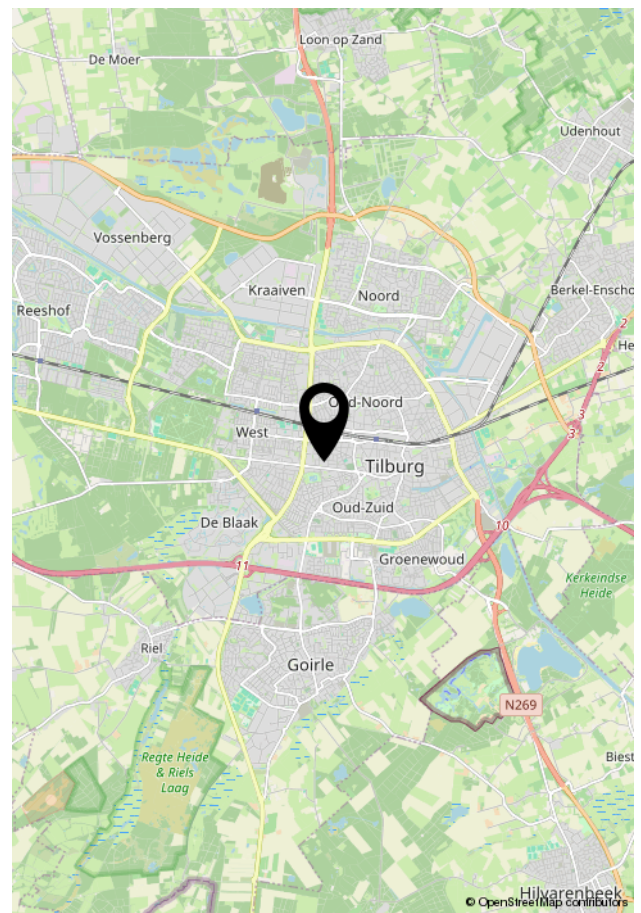 Loon op Zand
De Moer
Udenhout
Vossenberg
Kraaiven
Noord
Berkel-Enscho
Reeshof
2
He
2
Oud-Noord
3
West
3
Tilburg
Oud-Zuid
De Blaak
10
11
Groenewoud
Kerkeindse
Heide
Riel
Goirle
N269
Regte Heide
& Riels
Laag
Biest
Hilvarenbeek
© OpenStreetMap contributors